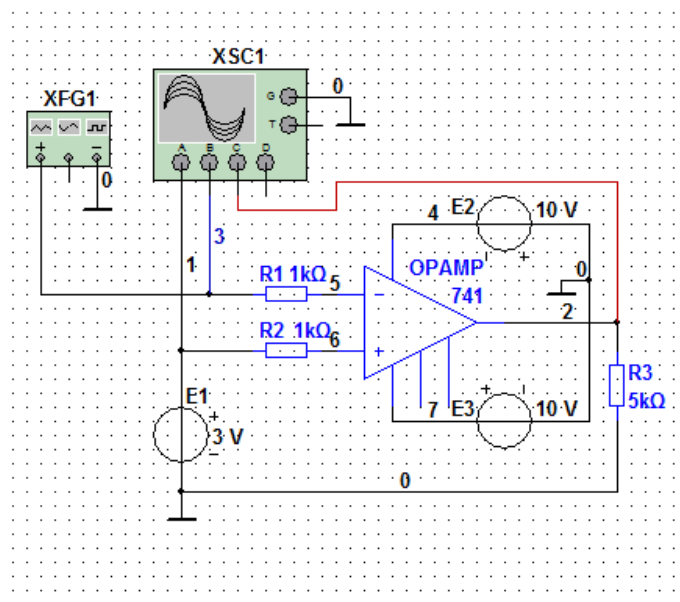 XSC1
XFG1
G
T
A B C D
+ −
0
0
3
1
4 E2 10 V
− +
R1 1kΩ 5
OPAMP
741
−
0
2
R2 1kΩ 6
+
R3
5kΩ
E1
+
3 V
−
+ −
7 E3 10 V
0